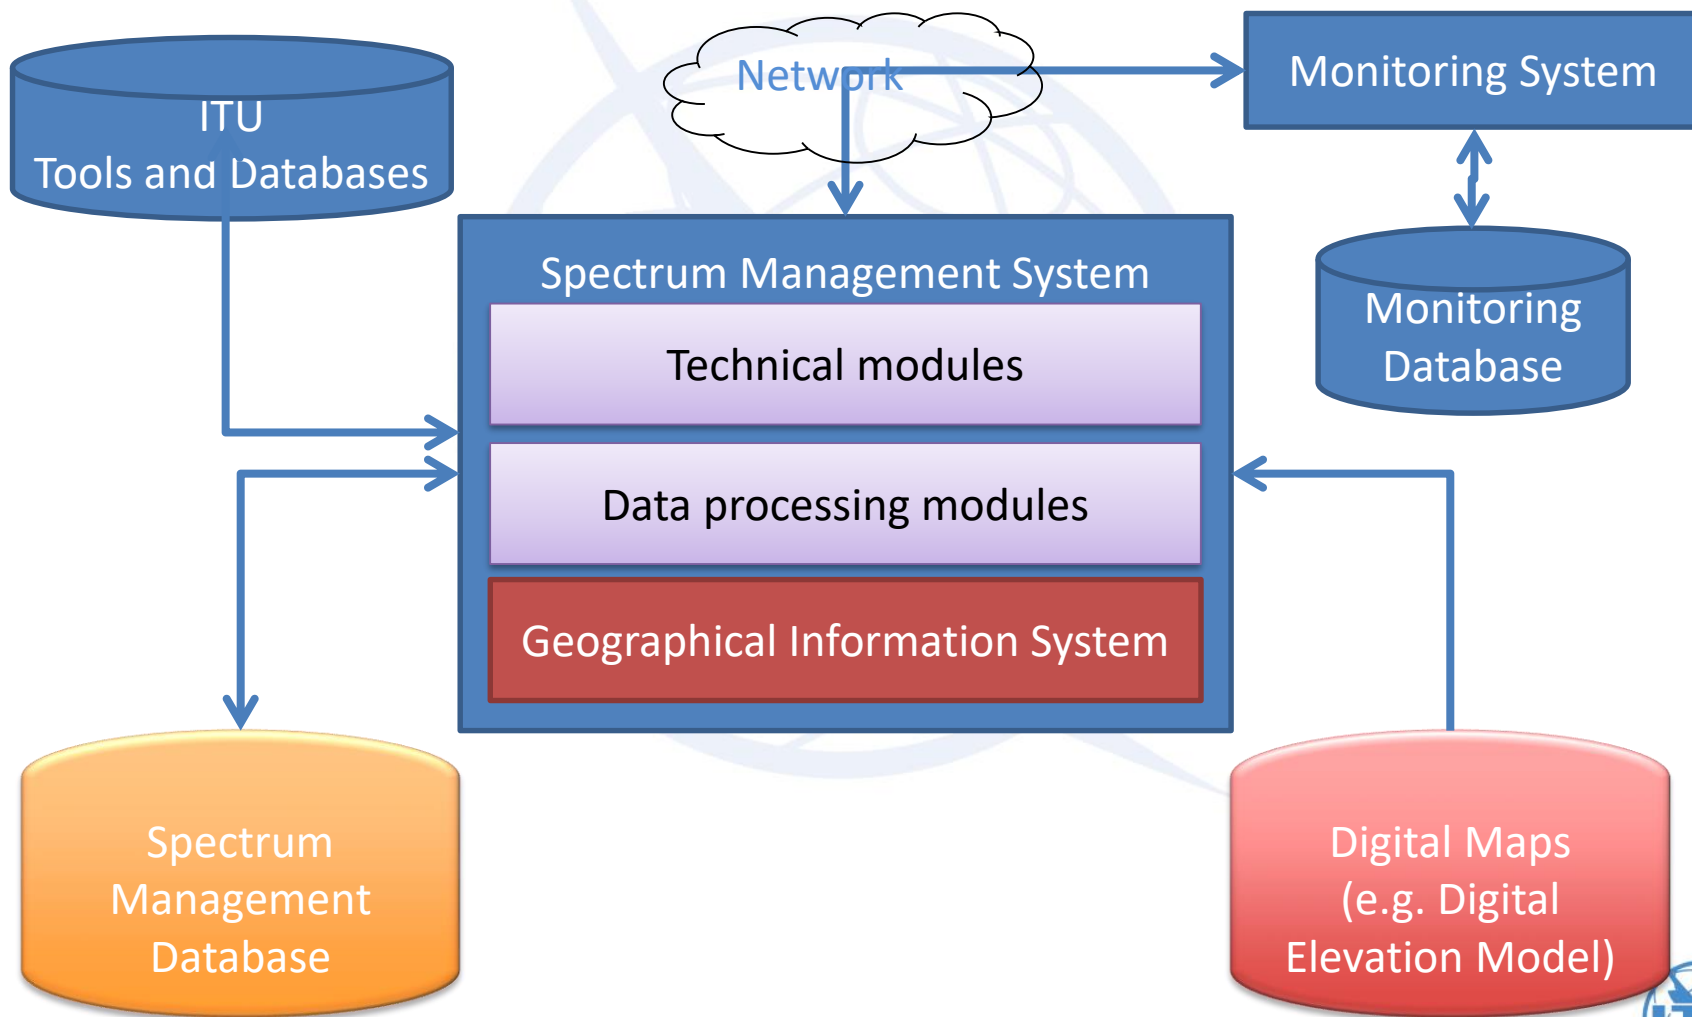 Network
Monitoring System
ITU
Tools and Databases
Spectrum Management System
Monitoring
Database
Technical modules
Data processing modules
Geographical Information System
Spectrum
Management
Database
Digital Maps
(e.g. Digital
Elevation Model)